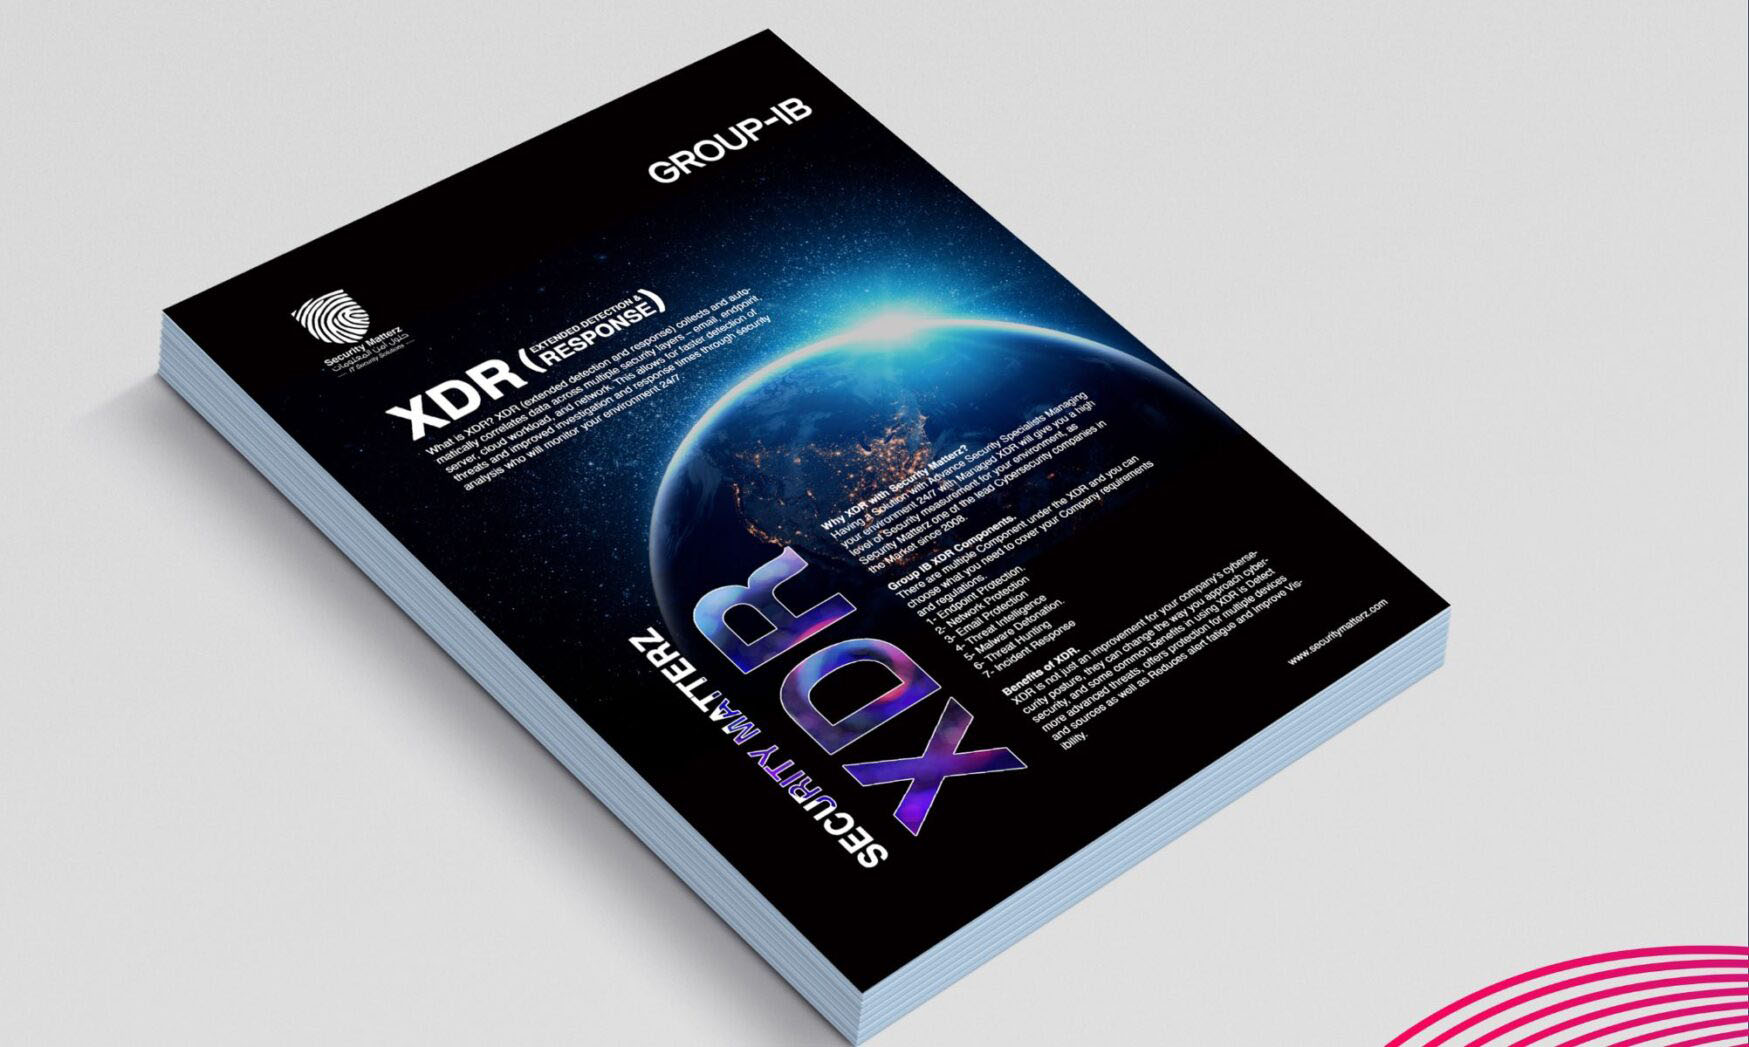 GROUP-IB
Security Matterz
حلول أمن المعلومات
— IT Security Solutions —
XDR (EXTENDED DETECTION &
RESPONSE)
What is XDR? XDR (extended detection and response) collects and auto-
matically correlates data across multiple security layers – email, endpoint,
server, cloud workload, and network. This allows for faster detection of
threats and improved investigation and response times through security
analysis who will monitor your environment 24/7.
Why XDR with Security Matterz?
Having a Solution with Advance Security Specialists Managing
your environment 24/7 with Managed XDR will give you a high
level of Security measurement for your environment, as
Security Matterz one of the lead Cybersecurity companies in
the Market since 2008.
Group IB XDR Components.
There are multiple Component under the XDR and you can
choose what you need to cover your Company requirements
and regulations.
1- Endpoint Protection.
2- Network Protection
3- Email Protection
4- Threat Intelligence
5- Malware Detonation.
6- Threat Hunting
7- Incident Response
Benefits of XDR.
XDR is not just an improvement for your company's cyberse-
curity posture, they can change the way you approach cyber-
security, and some common benefits in using XDR is Detect
more advanced threats, offers protection for multiple devices
and sources as well as Reduces alert fatigue and Improve Vis-
ibility.
XDR
SECURITY MATTERZ
www.securitymatterz.com